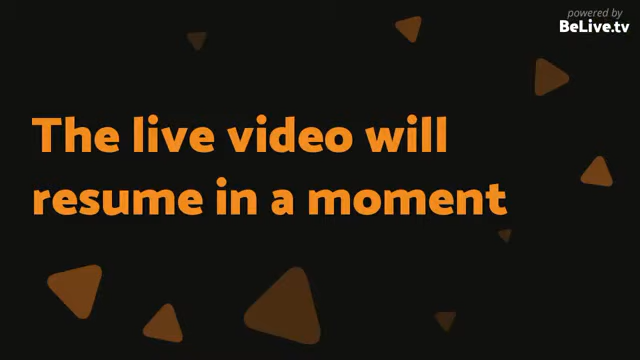 powered by
BeLive.tv
The live video will
resume in a moment